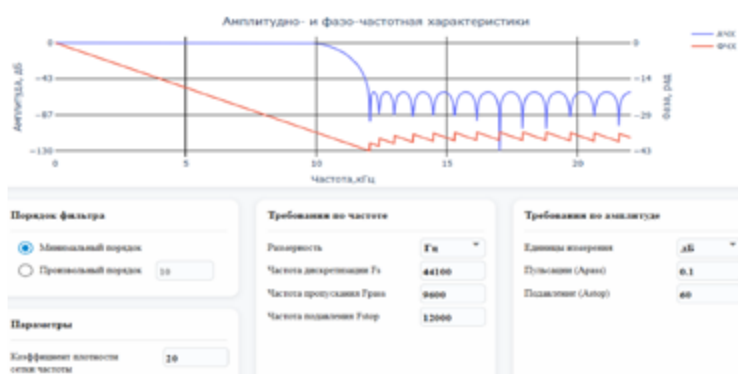 Амплитудно- и фазо-частотная характеристики
АЧХ
ФЧХ
Амплитуда, дБ
0
−43
−87
−130
0
−14
−29
−43
фаза, рад
0
5
10
15
20
Частота,кГц
Порядок фильтра
Минимальный порядок
Произвольный порядок
10
Параметры
Коэффициент плотности
сетки частоты
20
Требования по частоте
Размерность
Гц
Частота дискретизации Fs
44100
Частота пропускания Fpass
9600
Частота подавления Fstop
12000
Требования по амплитуде
Единицы измерения
дБ
Пульсации (Apass)
0.1
Подавление (Astop)
60